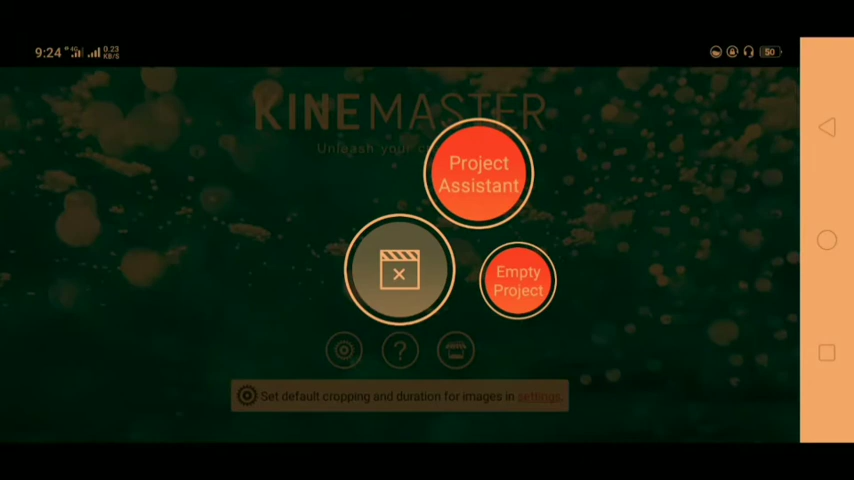 9:24 4G 0.23 KB/S 50
KINEMASTER
Unleash your c
Project
Assistant
Empty
Project
?
Set default cropping and duration for images in settings.